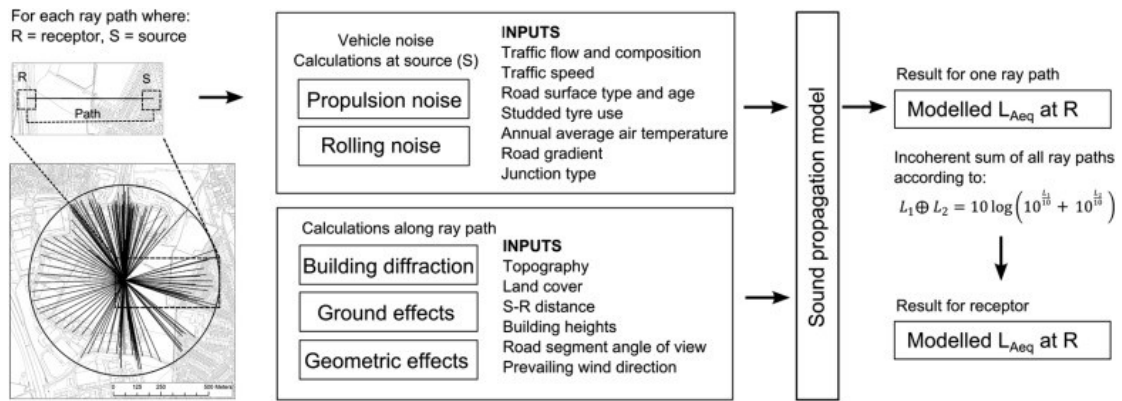 For each ray path where:
R = receptor, S = source
R
S
Path
0 125 250 500 Meters
Vehicle noise
Calculations at source (S)
Propulsion noise
Rolling noise
INPUTS
Traffic flow and composition
Traffic speed
Road surface type and age
Studded tyre use
Annual average air temperature
Road gradient
Junction type
Calculations along ray path
Building diffraction
Ground effects
Geometric effects
INPUTS
Topography
Land cover
S-R distance
Building heights
Road segment angle of view
Prevailing wind direction
Sound propagation model
Result for one ray path
Modelled L_Aeq at R
Incoherent sum of all ray paths
according to:
L₁ ⊕ L₂ = 10 log(10^(L₁/10) + 10^(L₂/10))
Result for receptor
Modelled L_Aeq at R